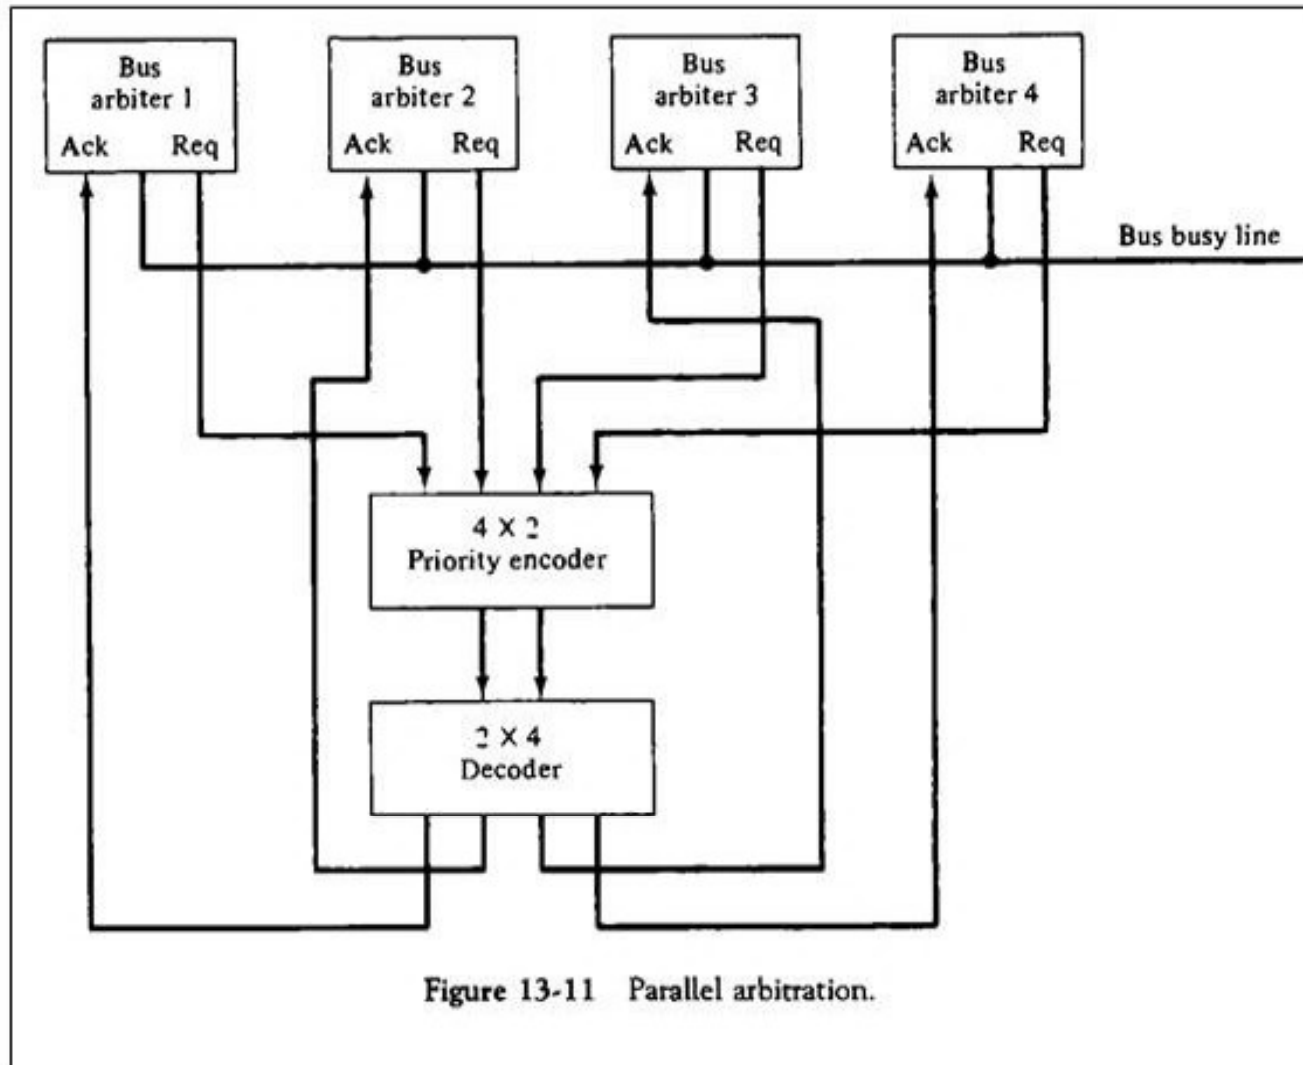 Bus
arbiter 1
Ack Req
Bus
arbiter 2
Ack Req
Bus
arbiter 3
Ack Req
Bus
arbiter 4
Ack Req
Bus busy line
4 X 2
Priority encoder
2 X 4
Decoder
Figure 13-11 Parallel arbitration.